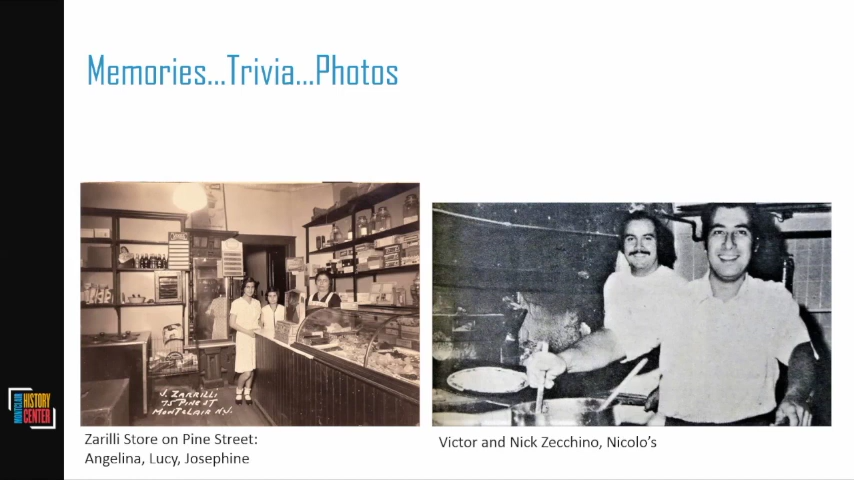 Memories...Trivia...Photos
J. ZARRILLI
75 PINE ST
MONTCLAIR N.J.
MONTCLAIR
HISTORY
CENTER
Zarilli Store on Pine Street:
Angelina, Lucy, Josephine
Victor and Nick Zecchino, Nicolo's